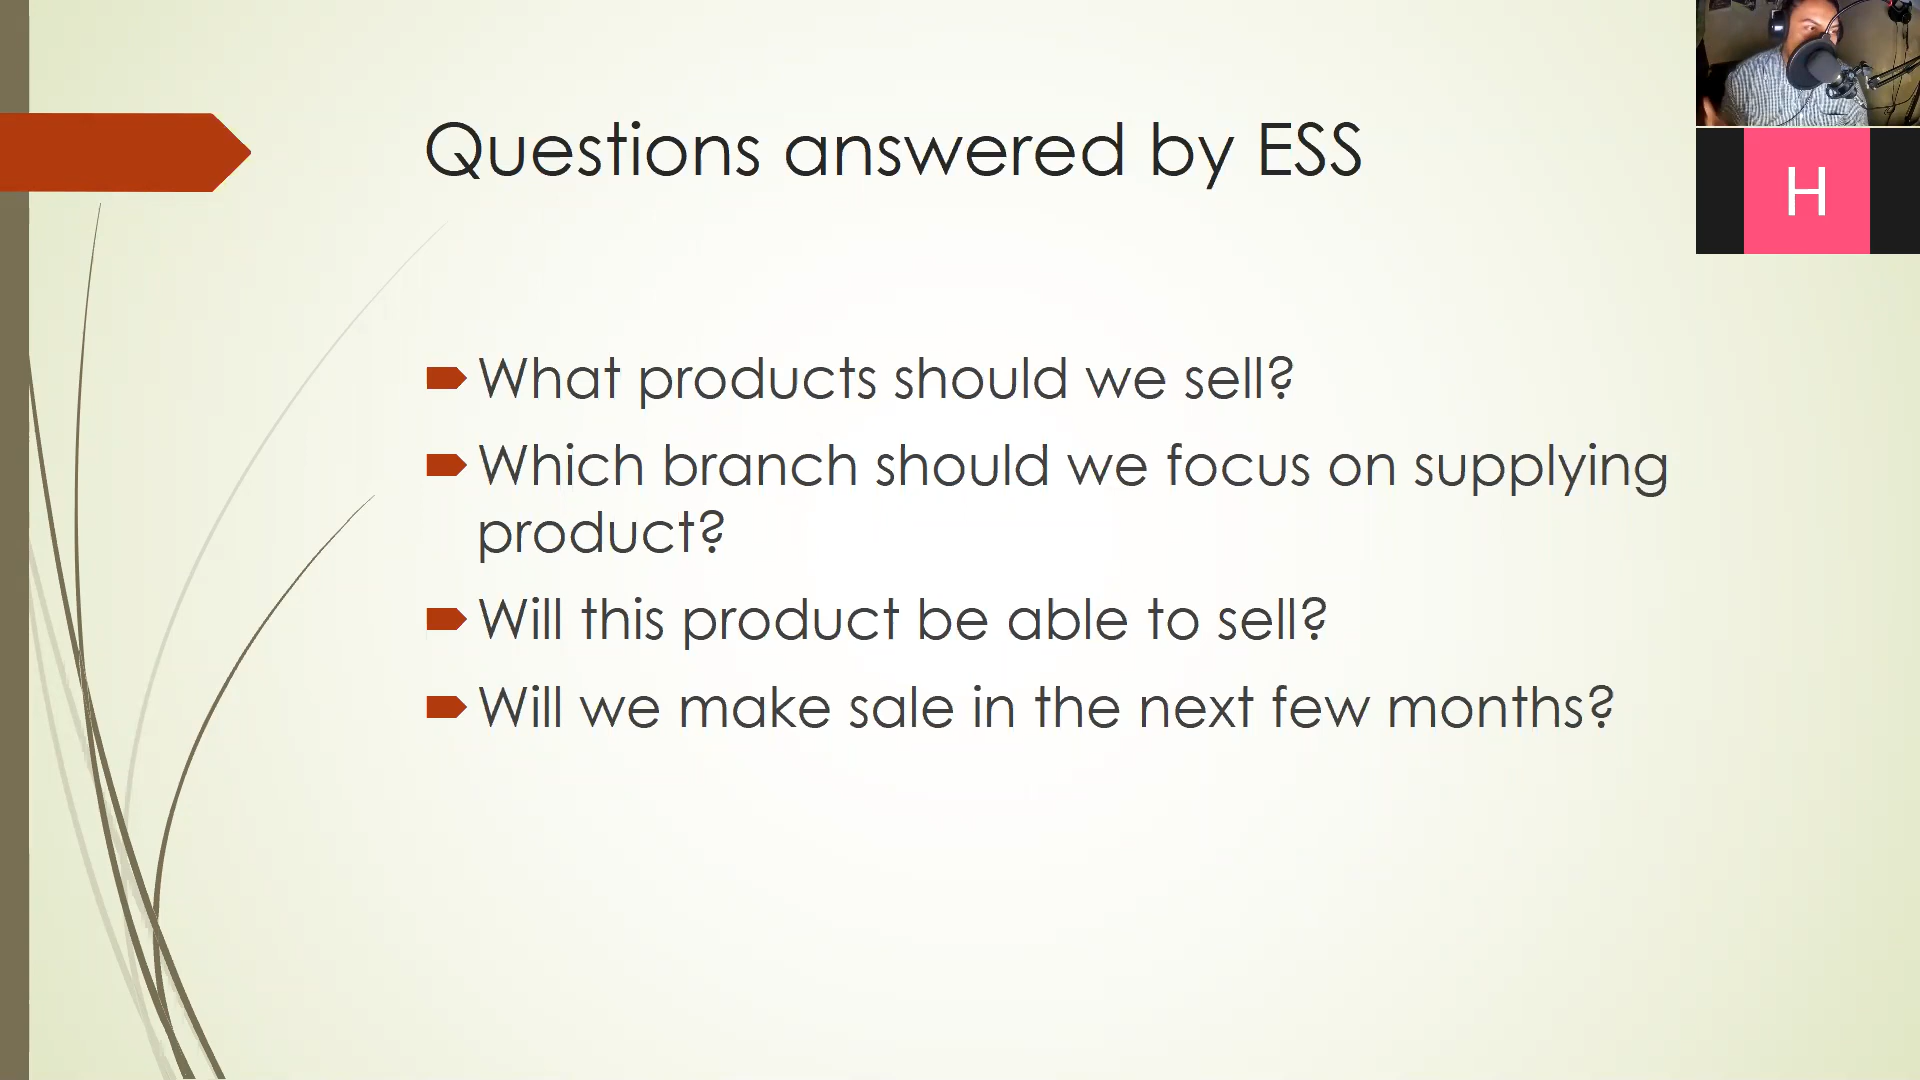 Questions answered by ESS
H
What products should we sell?
Which branch should we focus on supplying
product?
Will this product be able to sell?
Will we make sale in the next few months?